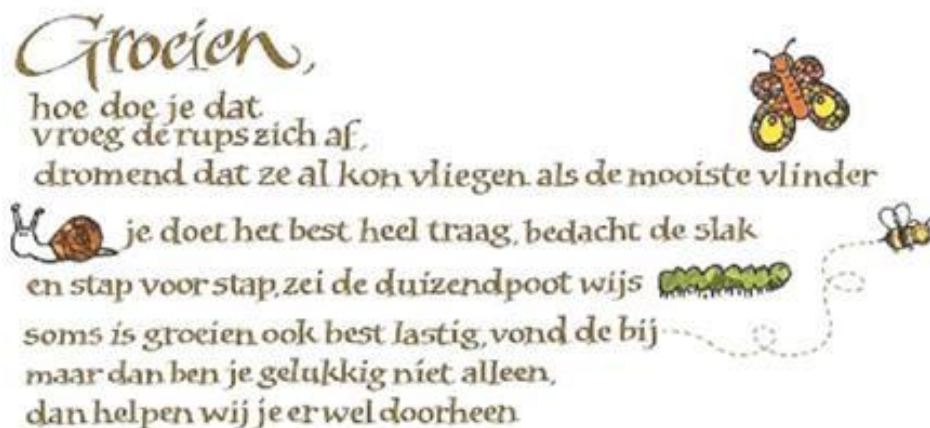 Groeien,
hoe doe je dat
vroeg de rups zich af,
dromend dat ze al kon vliegen als de mooiste vlinder
je doet het best heel traag, bedacht de slak
en stap voor stap, zei de duizendpoot wijs
soms is groeien ook best lastig, vond de bij
maar dan ben je gelukkig niet alleen,
dan helpen wij je er wel doorheen